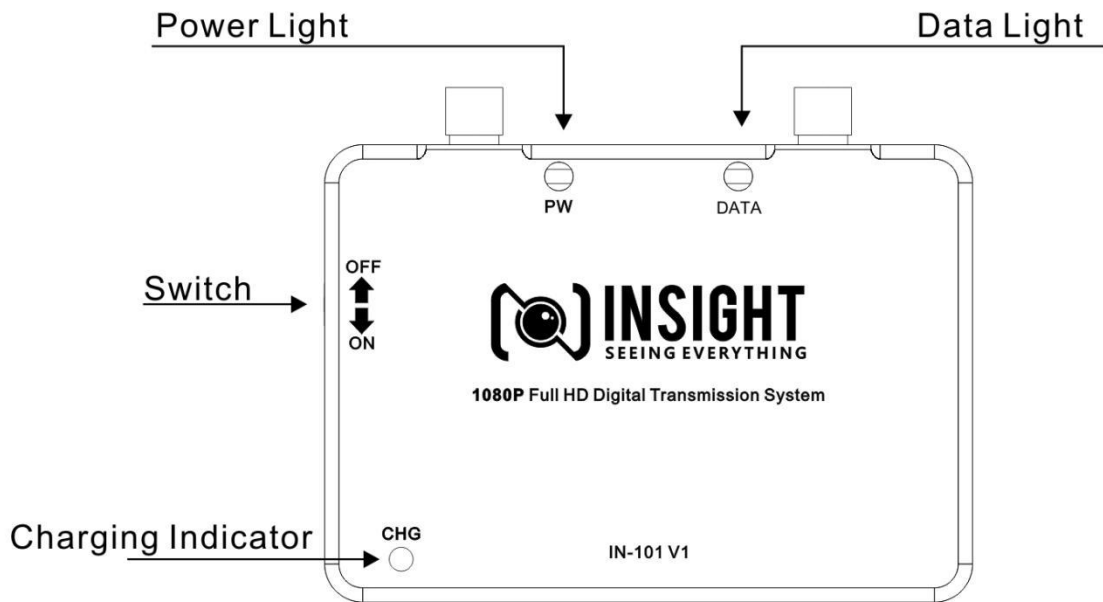 Power Light
Data Light
PW
DATA
OFF
Switch
ON
INSIGHT
SEEING EVERYTHING
1080P Full HD Digital Transmission System
CHG
Charging Indicator
IN-101 V1